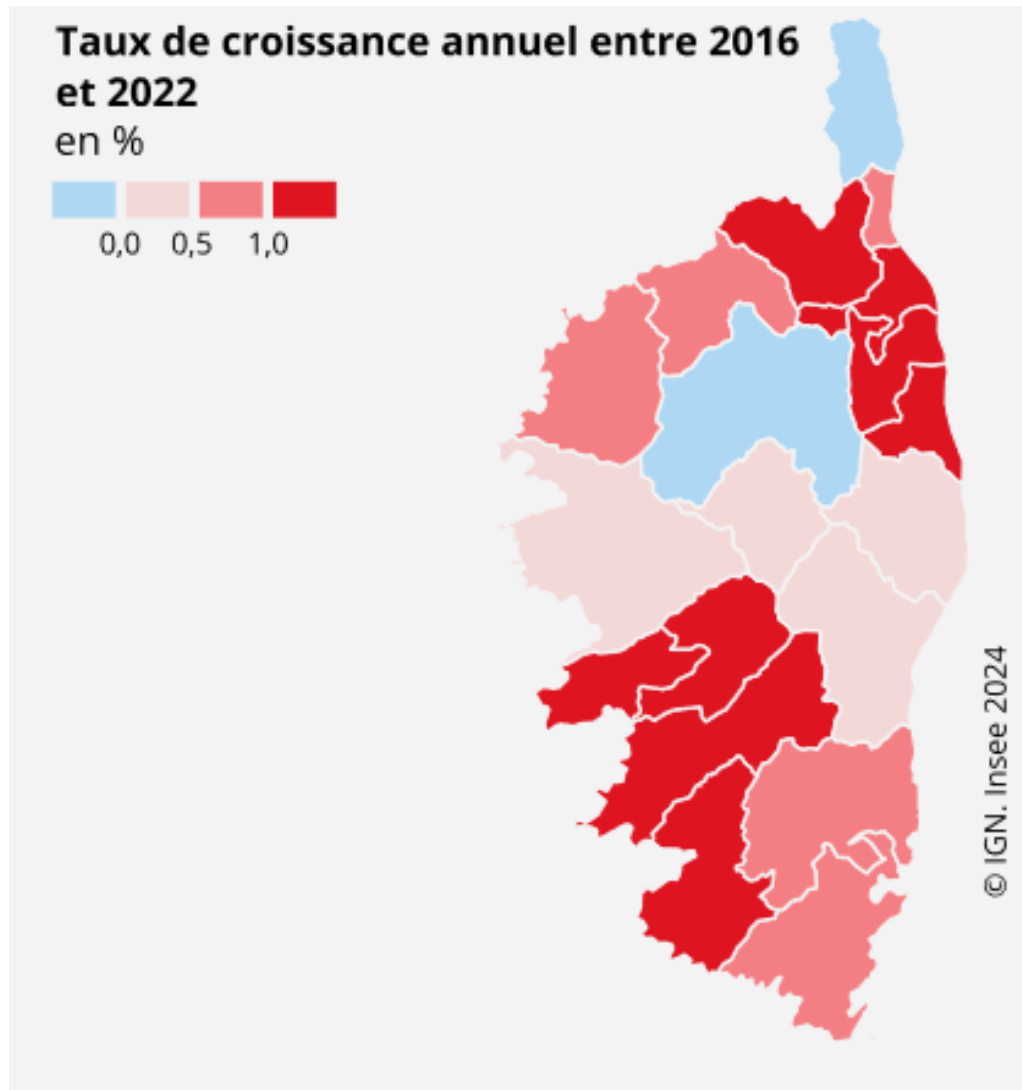 Taux de croissance annuel entre 2016
et 2022
en %
0,0 0,5 1,0
© IGN. Insee 2024